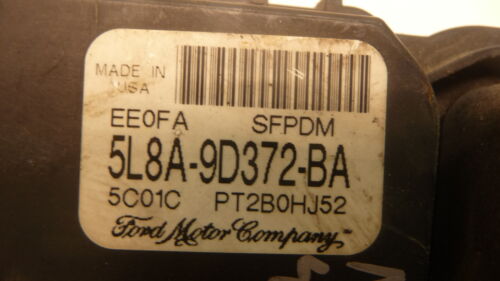 MADE IN
USA
EE0FA SFPDM
5L8A-9D372-BA
5C01C PT2B0HJ52
Ford Motor Company